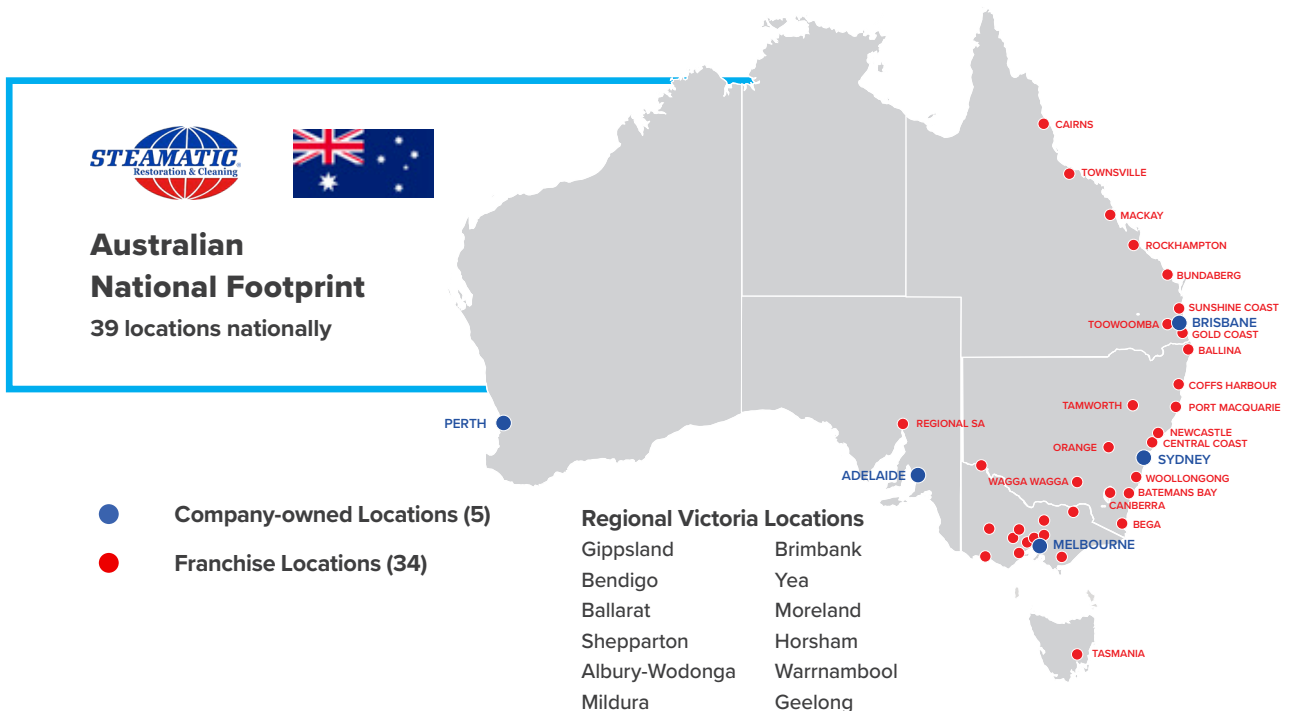 STEAMATIC
Restoration & Cleaning
Australian
National Footprint
39 locations nationally
Company-owned Locations (5)
Franchise Locations (34)
Regional Victoria Locations
Gippsland
Bendigo
Ballarat
Shepparton
Albury-Wodonga
Mildura
Brimbank
Yea
Moreland
Horsham
Warrnambool
Geelong
CAIRNS
TOWNSVILLE
MACKAY
ROCKHAMPTON
BUNDABERG
SUNSHINE COAST
TOOWOOMBA
BRISBANE
GOLD COAST
BALLINA
COFFS HARBOUR
TAMWORTH
PORT MACQUARIE
PERTH
REGIONAL SA
NEWCASTLE
CENTRAL COAST
ORANGE
SYDNEY
ADELAIDE
WAGGA WAGGA
WOOLLONGONG
BATEMANS BAY
CANBERRA
BEGA
MELBOURNE
TASMANIA